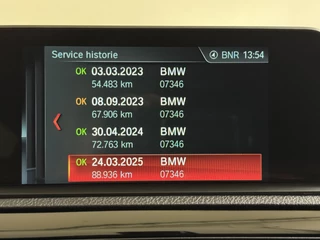 Service historie BNR 13:54
OK 03.03.2023 BMW
54.483 km 07346
OK 08.09.2023 BMW
67.906 km 07346
OK 30.04.2024 BMW
72.763 km 07346
OK 24.03.2025 BMW
88.936 km 07346